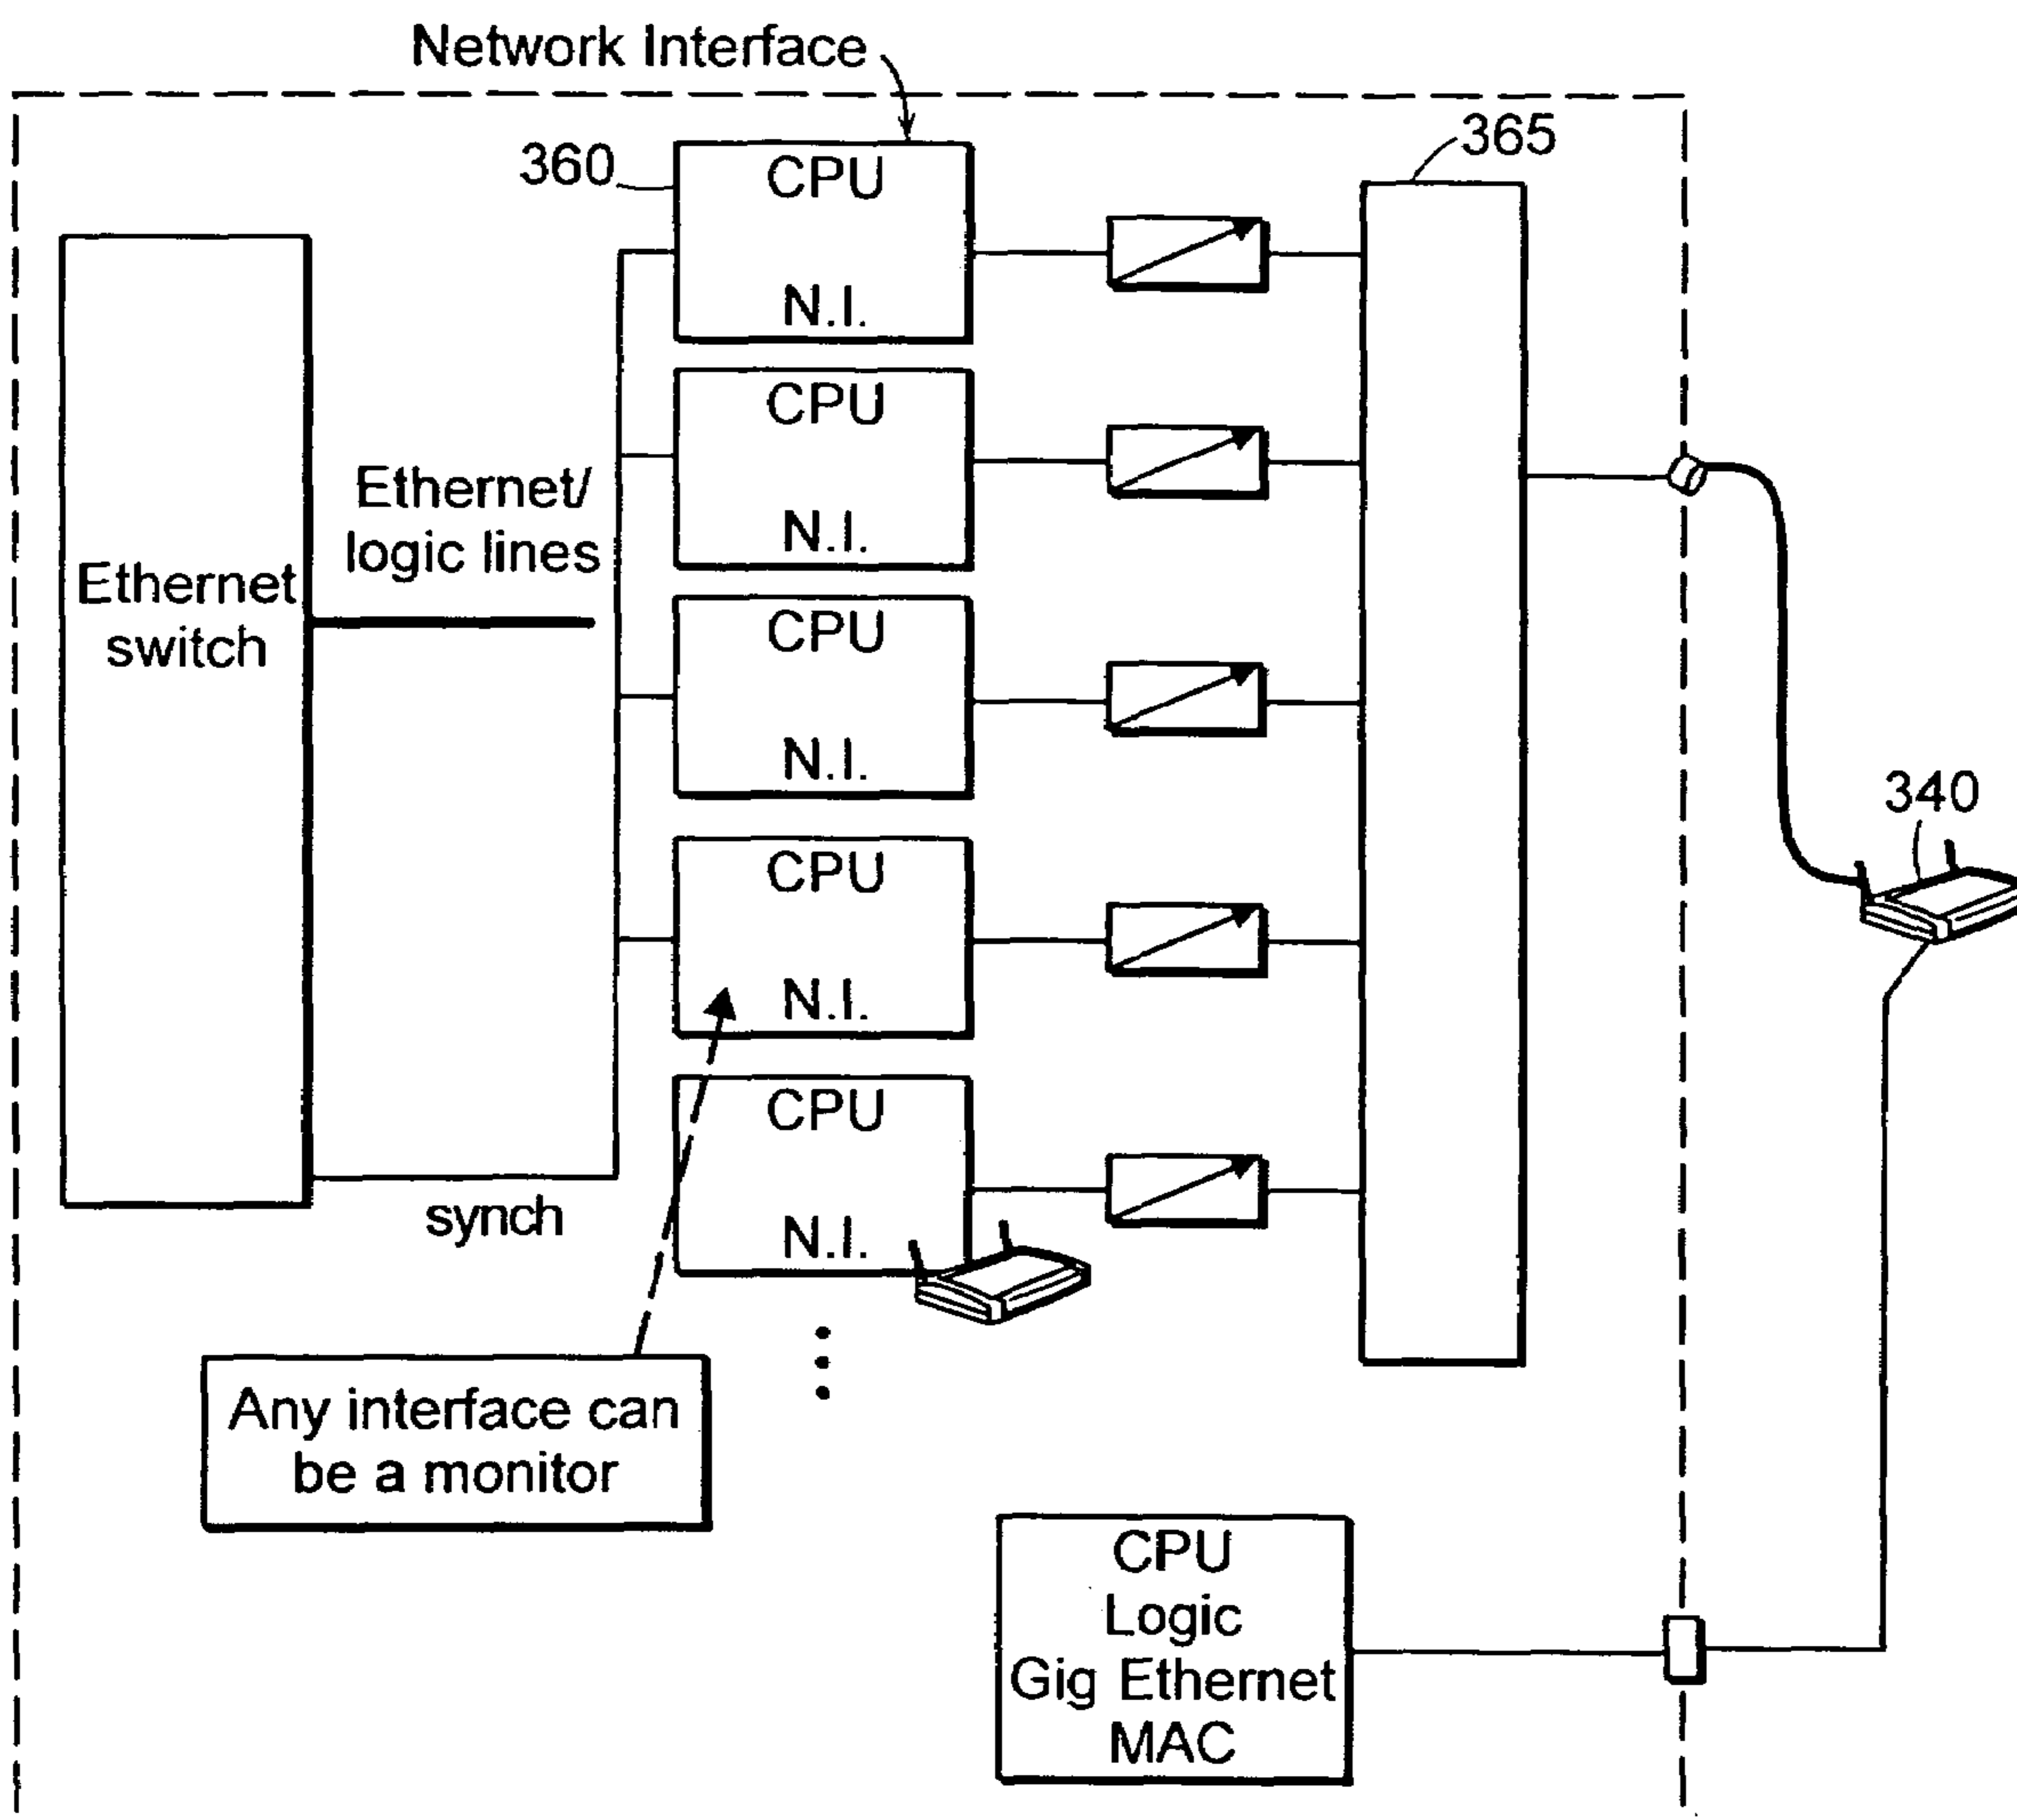 Network Interface
360
365
CPU
N.I.
CPU
N.I.
Ethernet/
logic lines
Ethernet
switch
CPU
N.I.
340
CPU
N.I.
CPU
N.I.
synch
Any interface can
be a monitor
CPU
Logic
Gig Ethernet
MAC